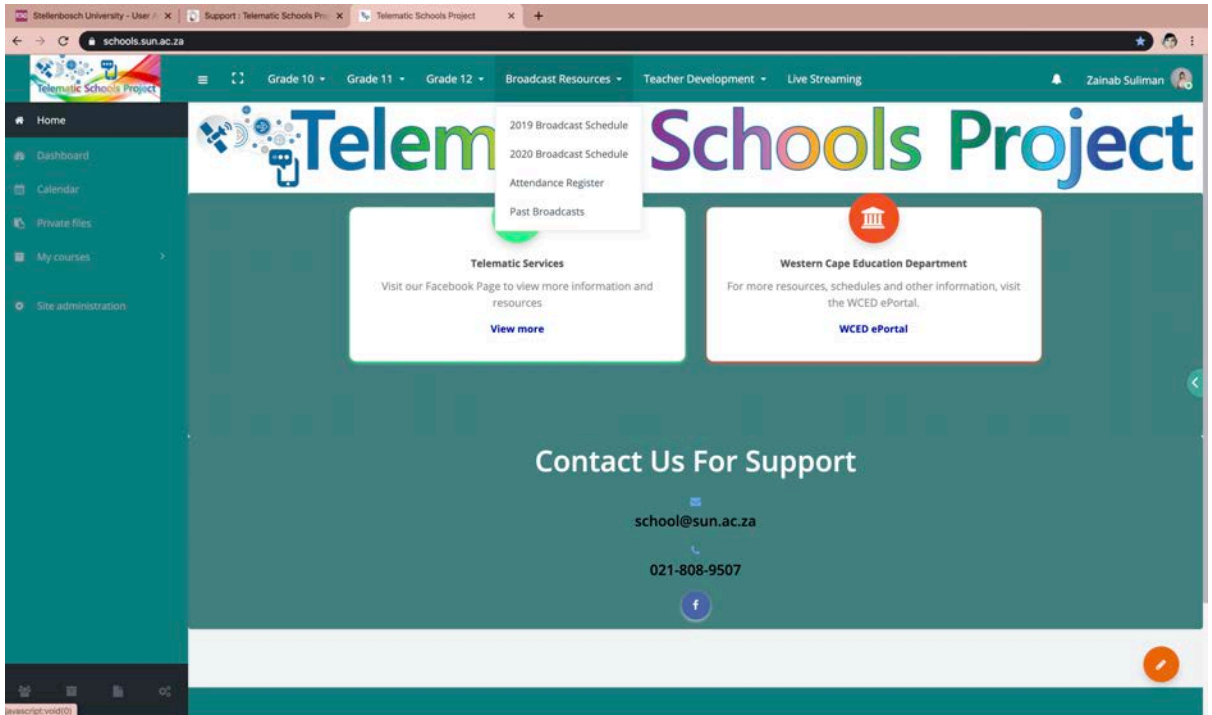 Stellenbosch University - User A
Support : Telematic Schools Pro
Telematic Schools Project
schools.sun.ac.za
Telematic Schools Project
Grade 10
Grade 11
Grade 12
Broadcast Resources
Teacher Development
Live Streaming
Zainab Suliman
Home
Dashboard
Calendar
Private files
My courses
Site administration
Telem Schools Project
2019 Broadcast Schedule
2020 Broadcast Schedule
Attendance Register
Past Broadcasts
Telematic Services
Visit our Facebook Page to view more information and
resources
View more
Western Cape Education Department
For more resources, schedules and other information, visit
the WCED ePortal.
WCED ePortal
Contact Us For Support
school@sun.ac.za
021-808-9507
javascript:void(0)